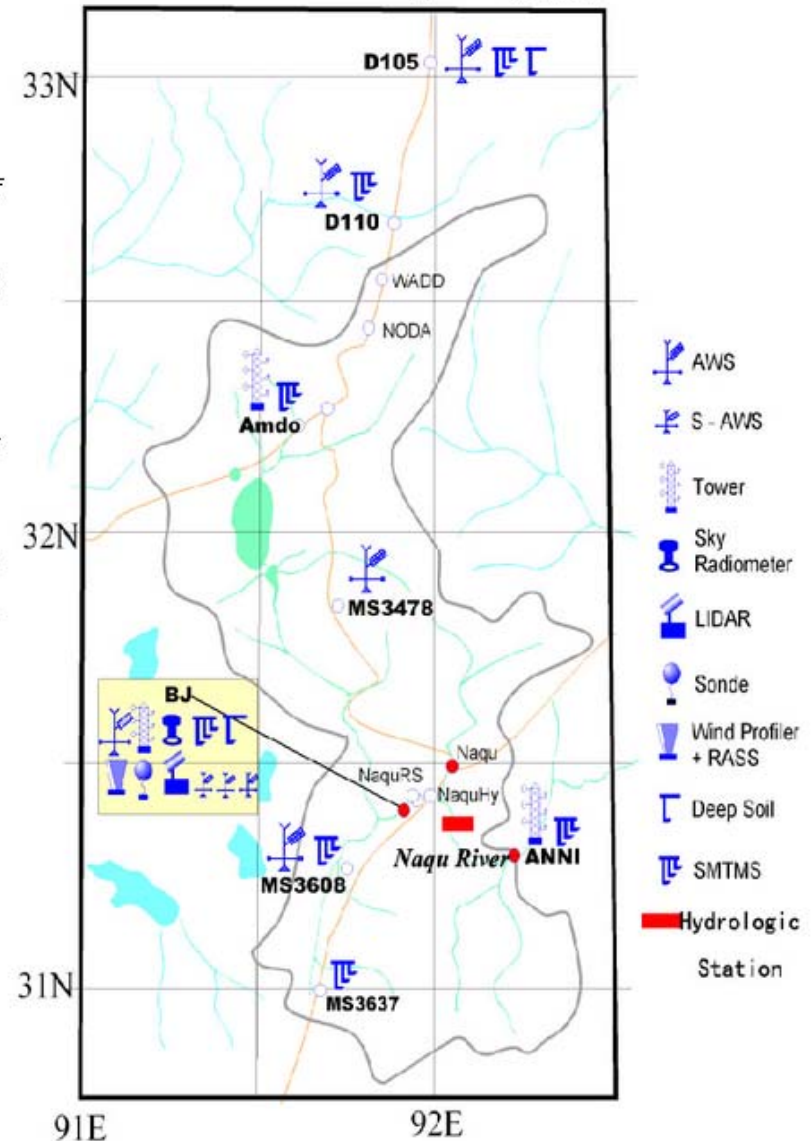 33N
D105
D110
WADD
NODA
Amdo
32N
MS3478
BJ
Naqu
NaquRS
NaquHy
Naqu River
ANNI
MS3608
31N
MS3637
91E
92E
AWS
S - AWS
Tower
Sky
Radiometer
LIDAR
Sonde
Wind Profiler
+ RASS
Deep Soil
SMTMS
Hydrologic
Station